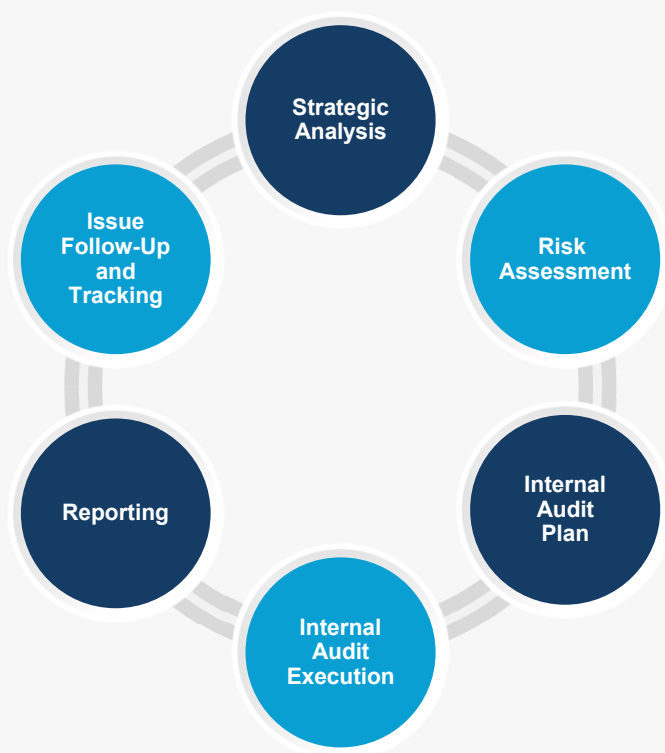 Strategic
Analysis
Risk
Assessment
Internal
Audit
Plan
Internal
Audit
Execution
Reporting
Issue
Follow-Up
and
Tracking